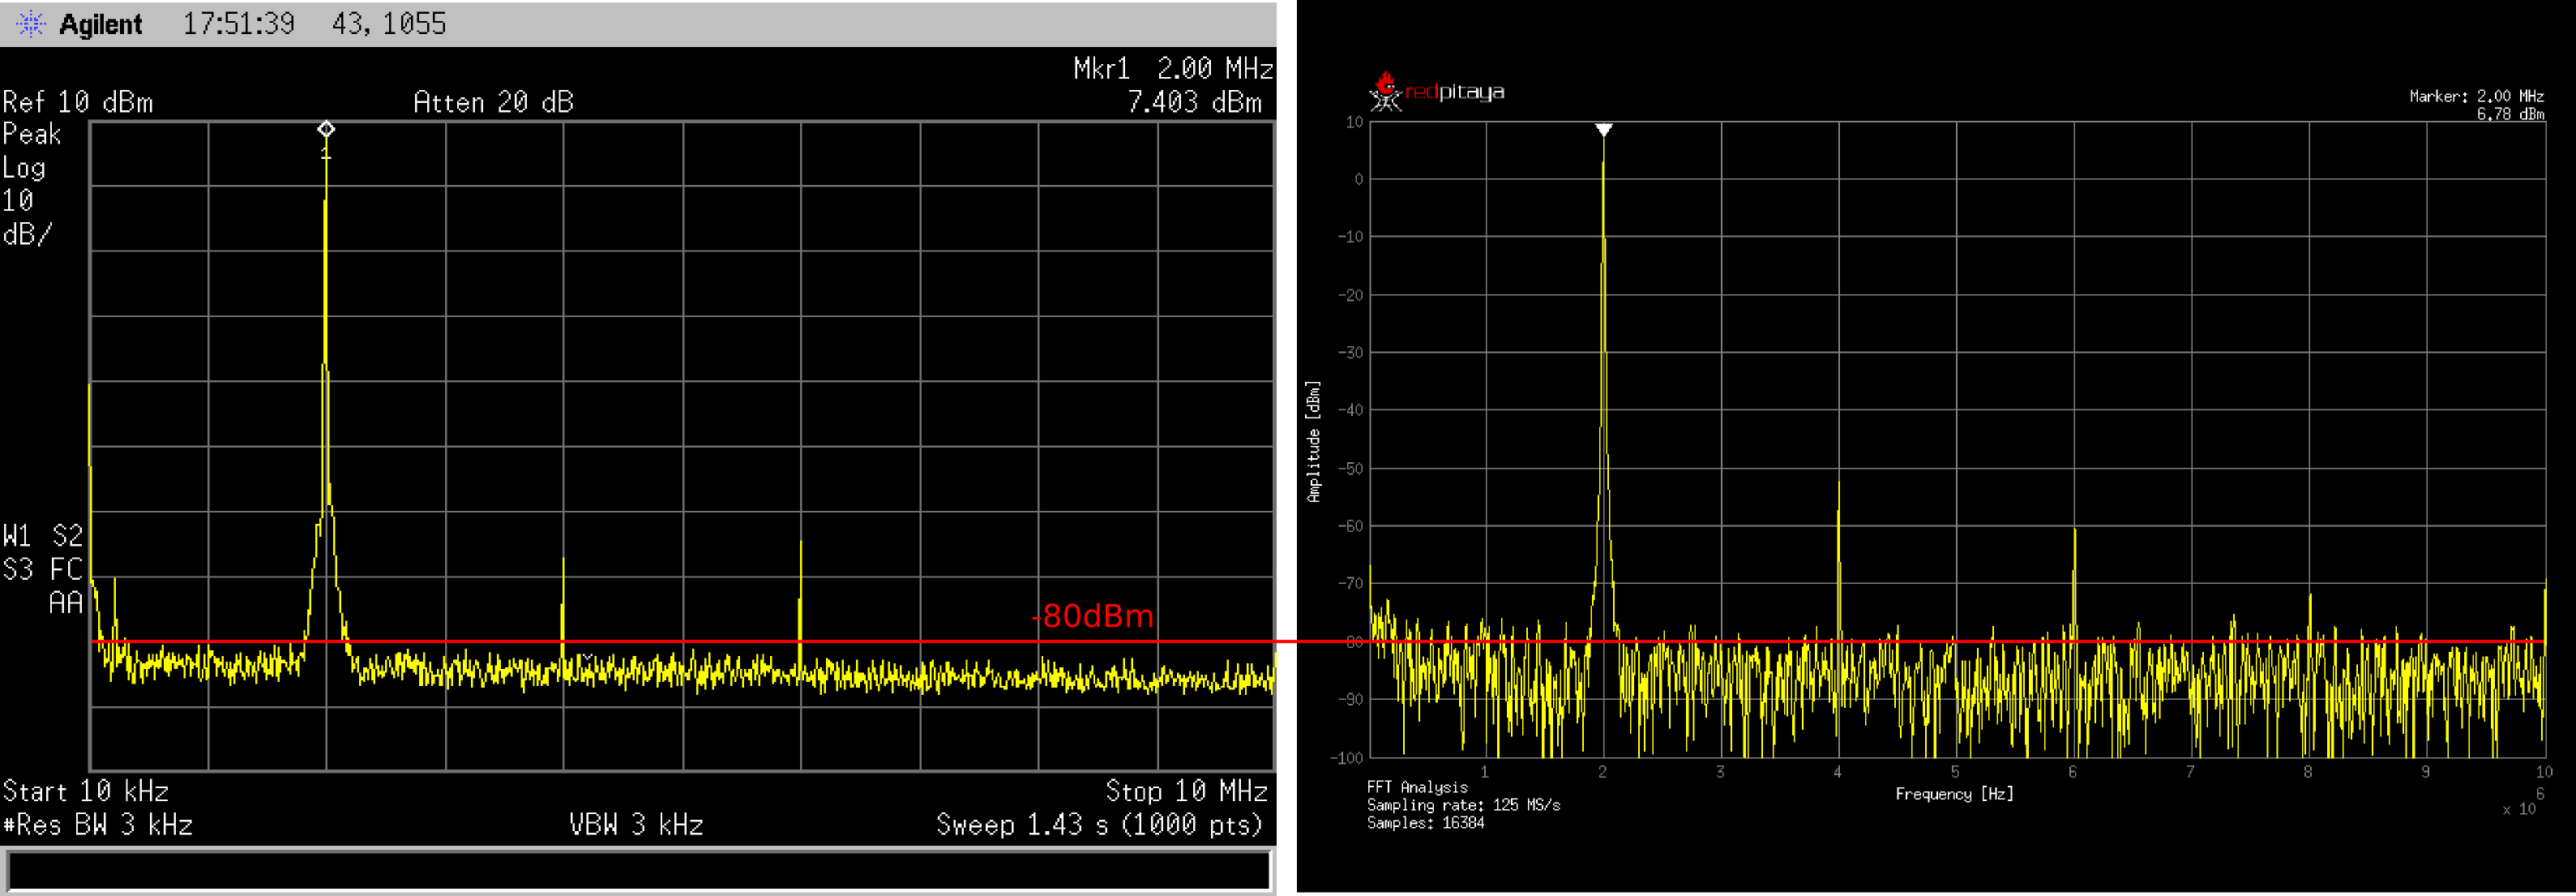 Agilent 17:51:39 43, 1055
Mkr1 2.00 MHz
Ref 10 dBm Atten 20 dB 7.403 dBm
Peak
Log
10
dB/
1
W1 S2
S3 FC
AA
-80dBm
Start 10 kHz Stop 10 MHz
#Res BW 3 kHz VBW 3 kHz Sweep 1.43 s (1000 pts)
redpitaya
Marker: 2.00 MHz
6.78 dBm
10
0
-10
-20
-30
-40
-50
-60
-70
-80
-90
-100
Amplitude [dBm]
1 2 3 4 5 6 7 8 9 10
Frequency [Hz]
x 10^6
FFT Analysis
Sampling rate: 125 MS/s
Samples: 16384